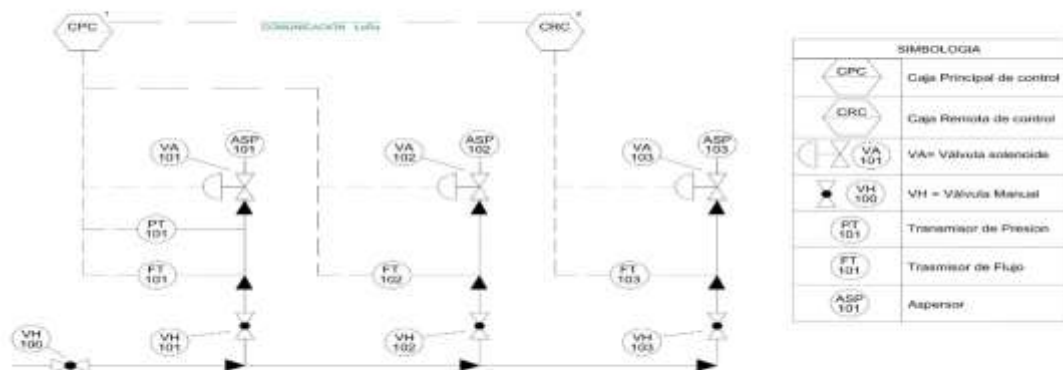 CPC
COMUNICACIÓN LoRa
CRC
VA 101
ASP 101
VA 102
ASP 102
VA 103
ASP 103
PT 101
FT 101
FT 102
FT 103
VH 100
VH 101
VH 102
VH 103
SIMBOLOGIA
CPC Caja Principal de control
CRC Caja Remota de control
VA 101 VA= Válvula solenoide
VH 100 VH = Válvula Manual
PT 101 Transmisor de Presion
FT 101 Trasmisor de Flujo
ASP 101 Aspersor